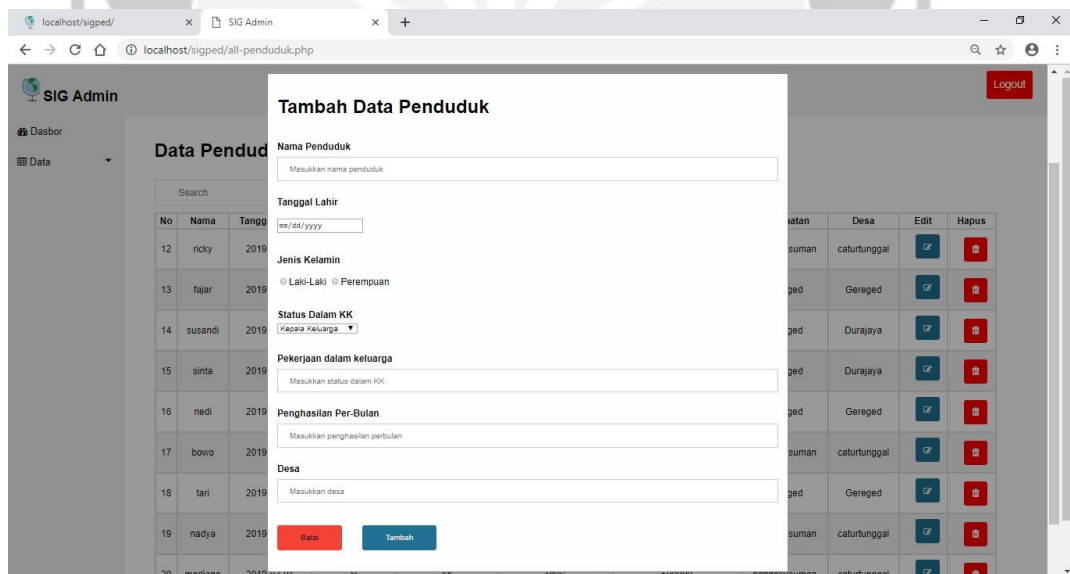 localhost/sigped/
SIG Admin
localhost/sigped/all-penduduk.php
SIG Admin
Logout
Dasbor
Data
Data Pendud
Search
No Nama Tangg
Desa Edit Hapus
12 ricky 2019 suman caturtunggal
13 fajar 2019 ged Gereged
14 susandi 2019 ged Durajaya
15 sinta 2019 ged Durajaya
16 nedi 2019 ged Gereged
17 bowo 2019 suman caturtunggal
18 tari 2019 ged Gereged
19 nadya 2019 suman caturtunggal
Tambah Data Penduduk
Nama Penduduk
Masukkan nama penduduk
Tanggal Lahir
mm/dd/yyyy
Jenis Kelamin
Laki-Laki Perempuan
Status Dalam KK
Kepala Keluarga
Pekerjaan dalam keluarga
Masukkan status dalam KK
Penghasilan Per-Bulan
Masukkan penghasilan perbulan
Desa
Masukkan desa
Batal Tambah